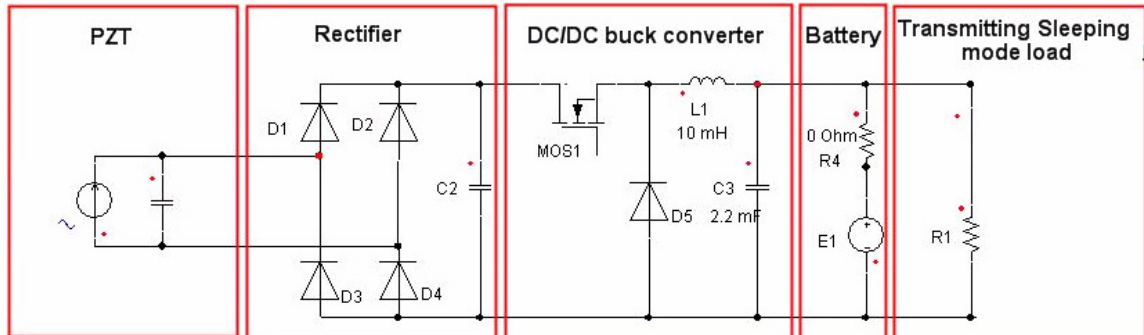 PZT
Rectifier
DC/DC buck converter
Battery
Transmitting Sleeping
mode load
D1
D2
D3
D4
C2
MOS1
L1
10 mH
D5
C3
2.2 mF
0 Ohm
R4
E1
R1